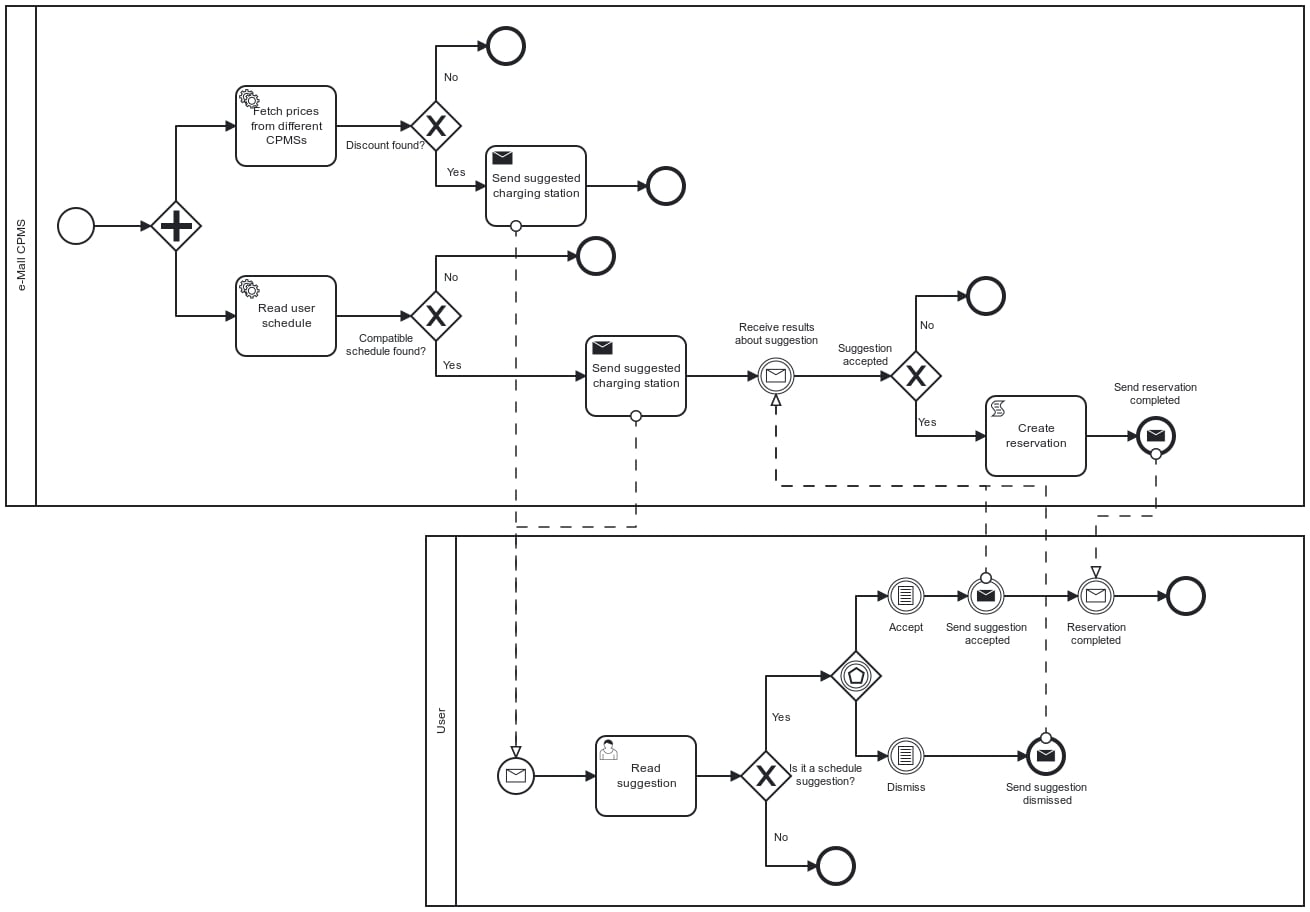 e-Mall CPMS
No
Fetch prices
from different
CPMSs
Discount found?
Yes
Send suggested
charging station
No
Read user
schedule
Compatible
schedule found?
Yes
Send suggested
charging station
Receive results
about suggestion
Suggestion
accepted
No
Yes
Create
reservation
Send reservation
completed
User
Accept
Send suggestion
accepted
Reservation
completed
Yes
Read
suggestion
Is it a schedule
suggestion?
Dismiss
Send suggestion
dismissed
No